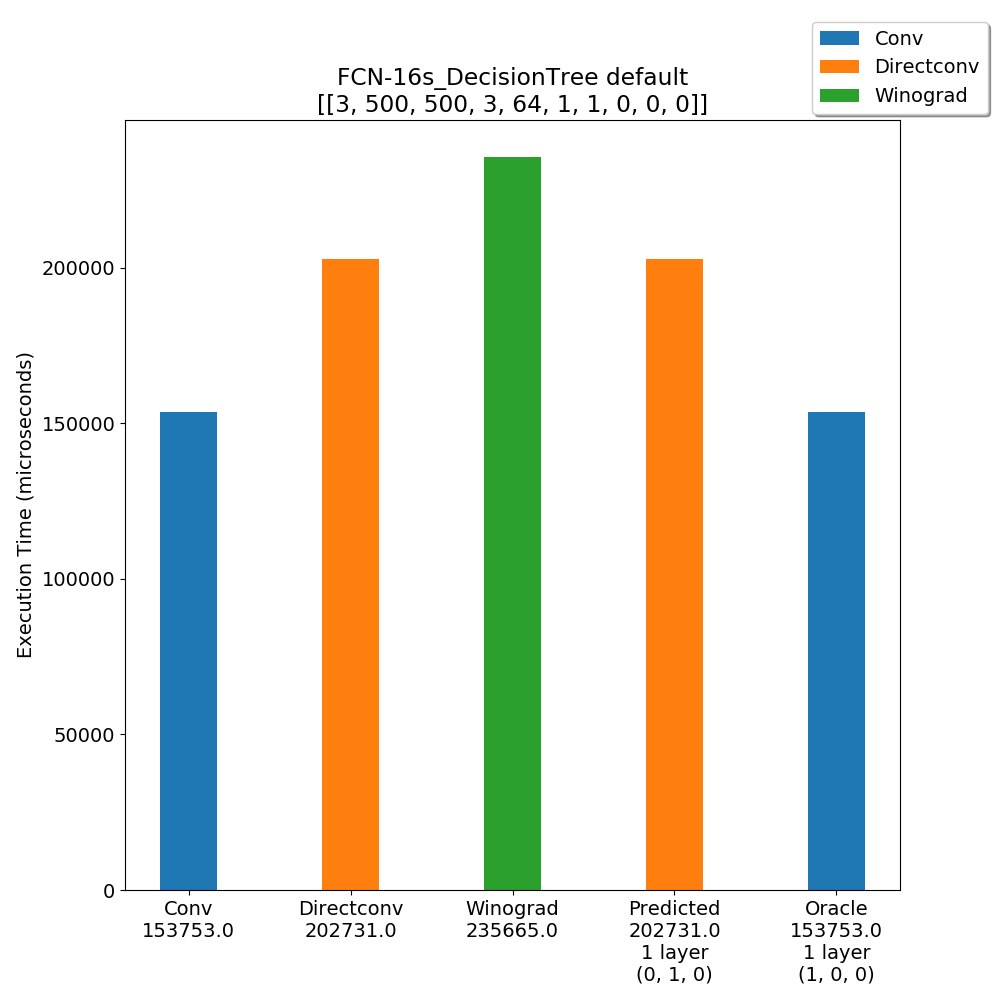 Conv
Directconv
Winograd
FCN-16s_DecisionTree default
[[3, 500, 500, 3, 64, 1, 1, 0, 0, 0]]
Execution Time (microseconds)
200000
150000
100000
50000
0
Conv
153753.0
Directconv
202731.0
Winograd
235665.0
Predicted
202731.0
1 layer
(0, 1, 0)
Oracle
153753.0
1 layer
(1, 0, 0)